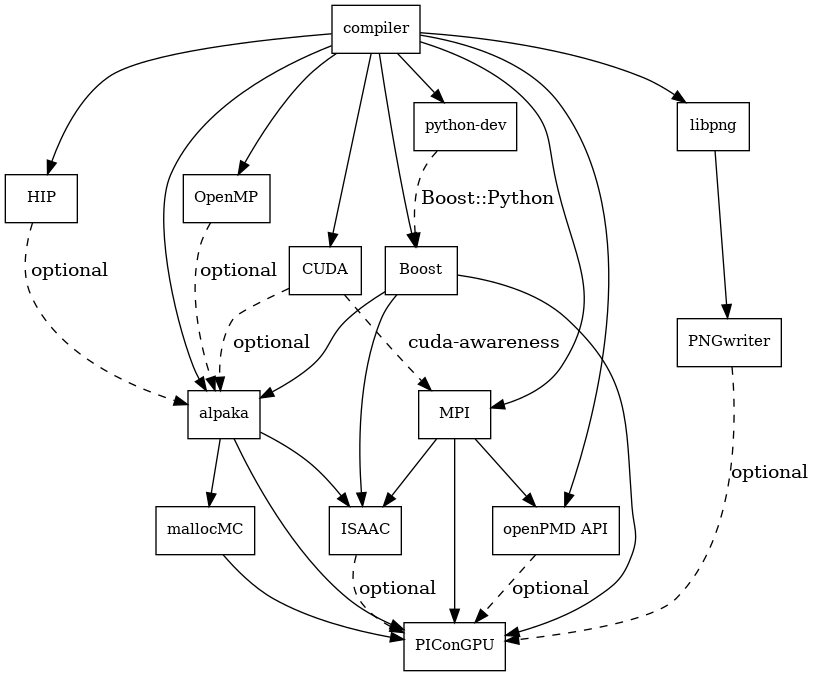 compiler
python-dev
libpng
HIP
OpenMP
Boost::Python
CUDA
Boost
optional
optional
optional
cuda-awareness
PNGwriter
alpaka
MPI
optional
mallocMC
ISAAC
openPMD API
optional
optional
PIConGPU